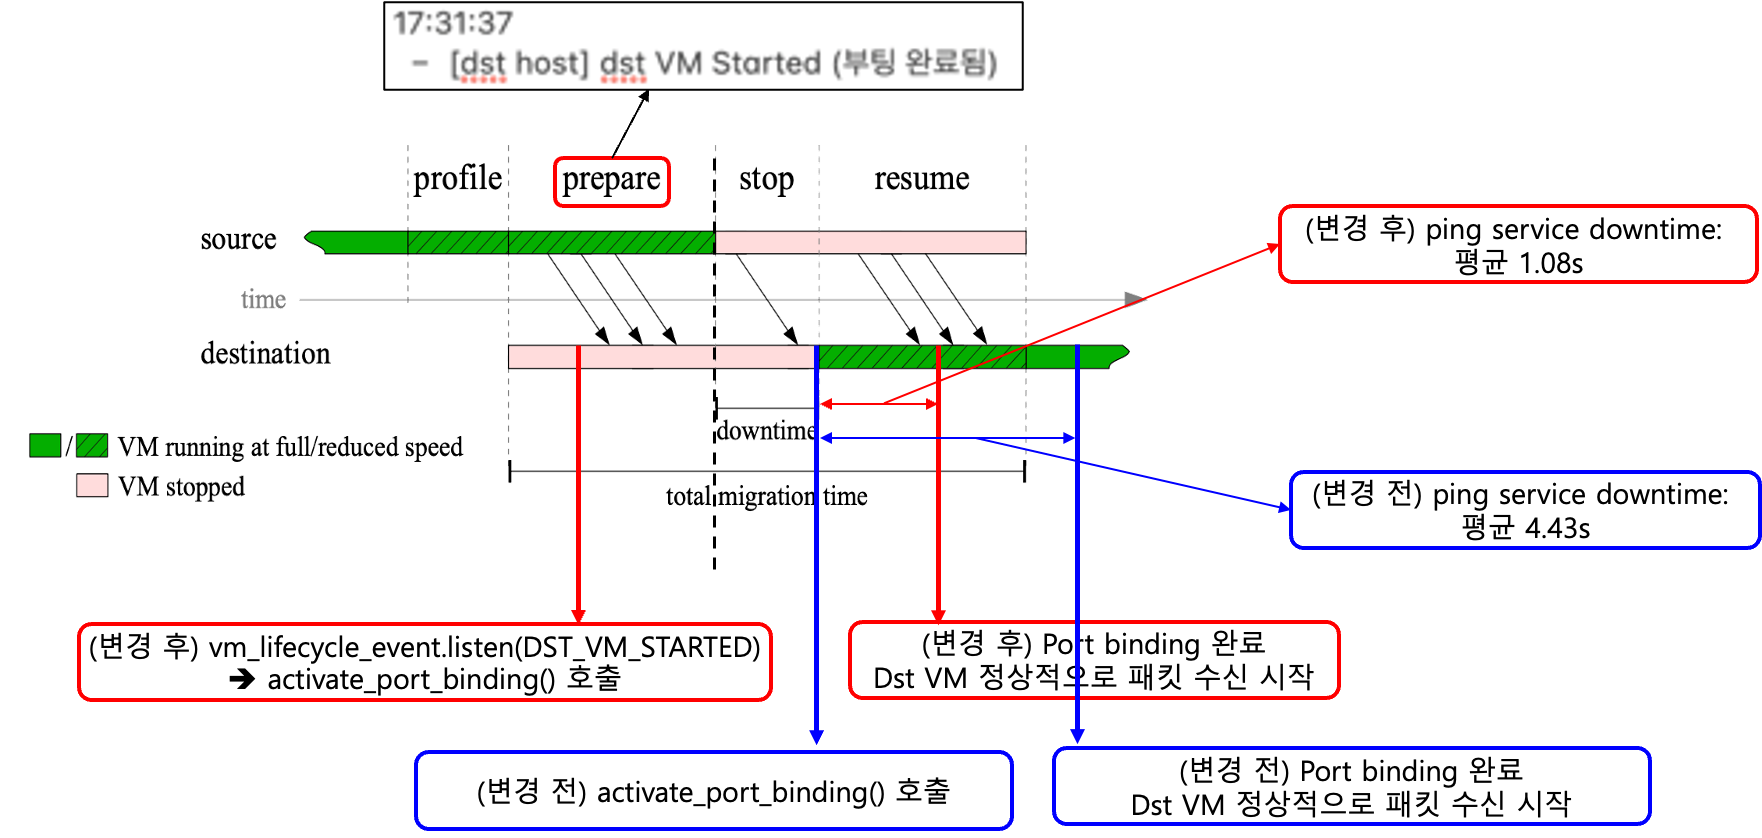 17:31:37
– [dst host] dst VM Started (부팅 완료됨)
profile
prepare
stop
resume
source
time
destination
(변경 후) ping service downtime:
평균 1.08s
downtime
VM running at full/reduced speed
/
VM stopped
total migration time
(변경 전) ping service downtime:
평균 4.43s
(변경 후) vm_lifecycle_event.listen(DST_VM_STARTED)
➔ activate_port_binding() 호출
(변경 후) Port binding 완료
Dst VM 정상적으로 패킷 수신 시작
(변경 전) activate_port_binding() 호출
(변경 전) Port binding 완료
Dst VM 정상적으로 패킷 수신 시작